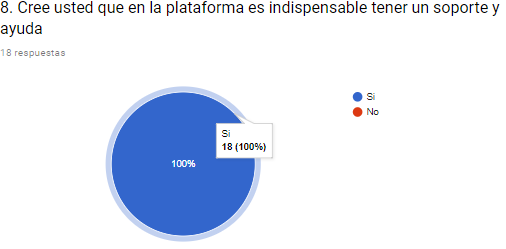 8. Cree usted que en la plataforma es indispensable tener un soporte y
ayuda
18 respuestas
Si
No
Si
18 (100%)
100%